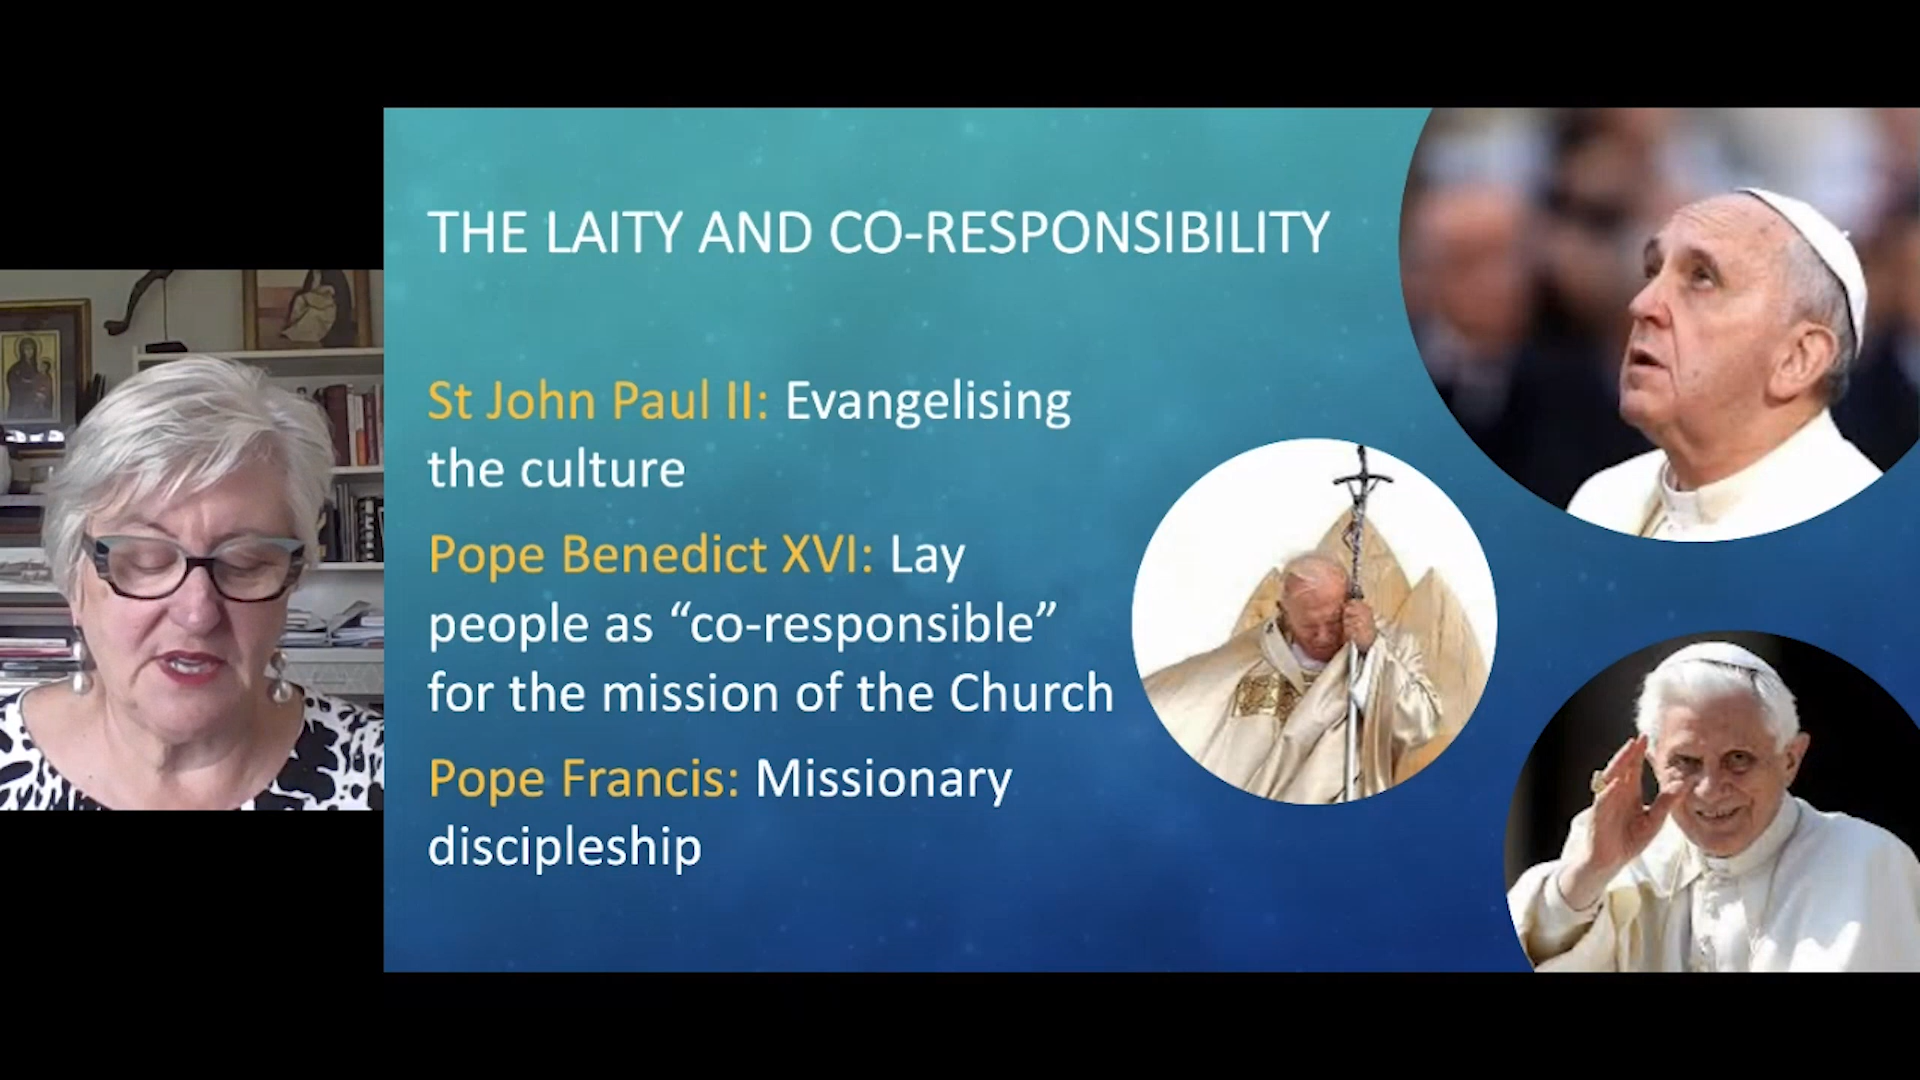 THE LAITY AND CO-RESPONSIBILITY
St John Paul II: Evangelising
the culture
Pope Benedict XVI: Lay
people as “co-responsible”
for the mission of the Church
Pope Francis: Missionary
discipleship